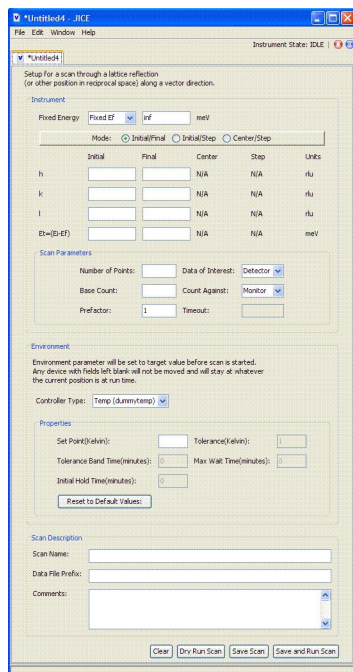 *Untitled4 - JICE
File Edit Window Help
Instrument State: IDLE
*Untitled4
Setup for a scan through a lattice reflection
(or other position in reciprocal space) along a vector direction.
Instrument
Fixed Energy Fixed Ef inf meV
Mode: Initial/Final Initial/Step Center/Step
Initial Final Center Step Units
h N/A N/A rlu
k N/A N/A rlu
l N/A N/A rlu
Et=(Ei-Ef) N/A N/A meV
Scan Parameters
Number of Points: Data of Interest: Detector
Base Count: Count Against: Monitor
Prefactor: 1 Timeout:
Environment
Environment parameter will be set to target value before scan is started.
Any device with fields left blank will not be moved and will stay at whatever
the current position is at run time.
Controller Type: Temp (dummytemp)
Properties
Set Point(Kelvin): Tolerance(Kelvin): 1
Tolerance Band Time(minutes): 0 Max Wait Time(minutes): 0
Initial Hold Time(minutes): 0
Reset to Default Values:
Scan Description
Scan Name:
Data File Prefix:
Comments:
Clear Dry Run Scan Save Scan Save and Run Scan